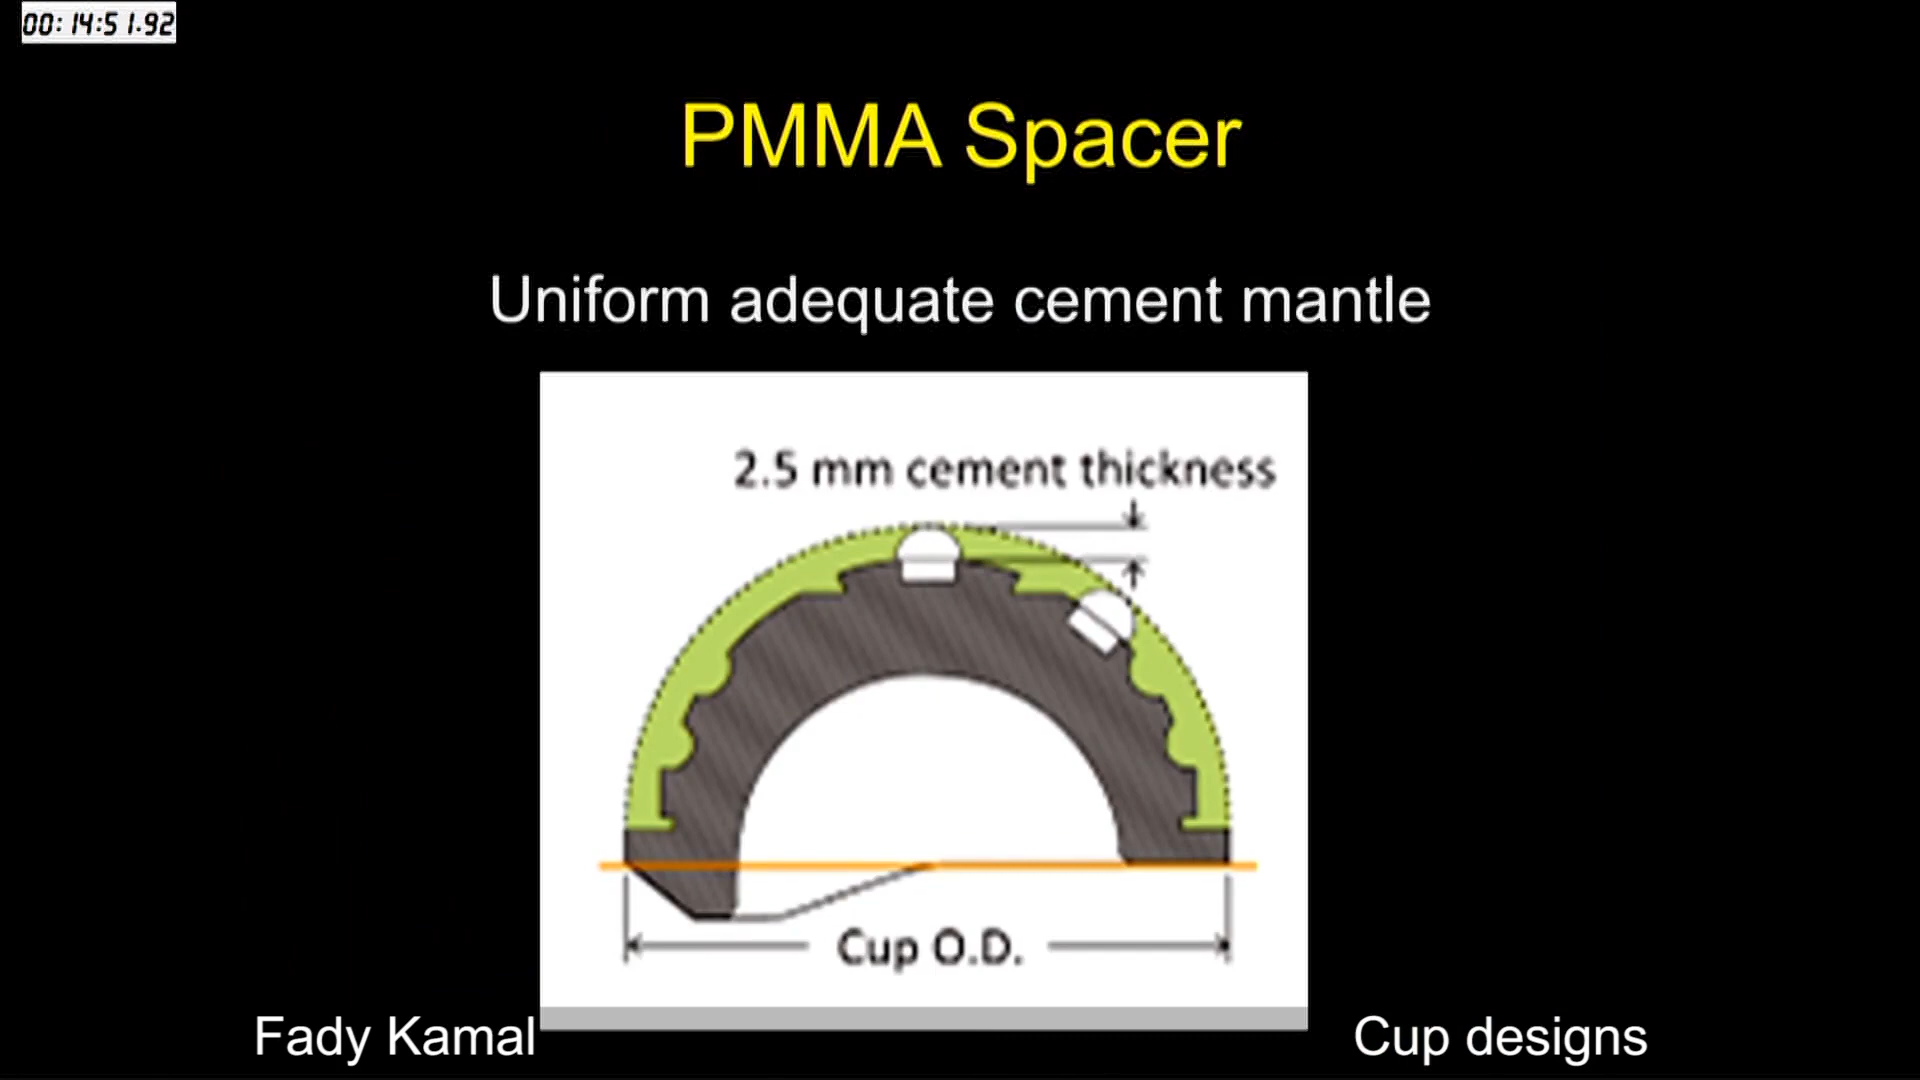 00:14:51.92
PMMA Spacer
Uniform adequate cement mantle
2.5 mm cement thickness
Cup O.D.
Fady Kamal
Cup designs